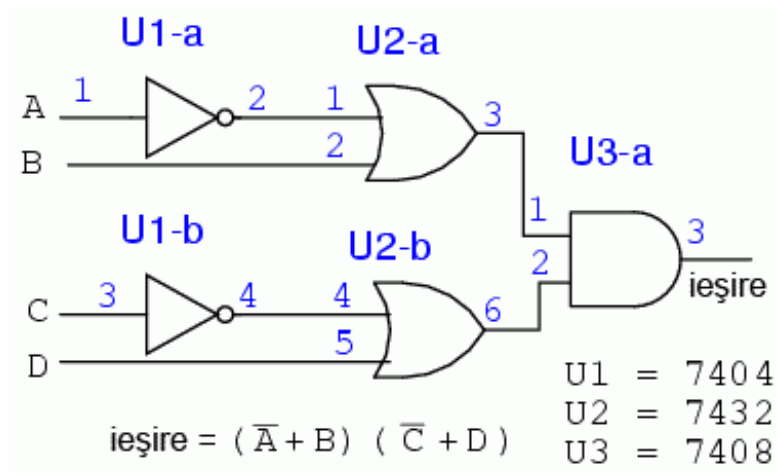 U1-a
U2-a
A 1 2 1 3
B 2
U3-a
1 3
U1-b
U2-b
2
ieşire
C 3 4 4 6
D 5
U1 = 7404
U2 = 7432
ieşire = ( A̅ + B ) ( C̅ + D )
U3 = 7408